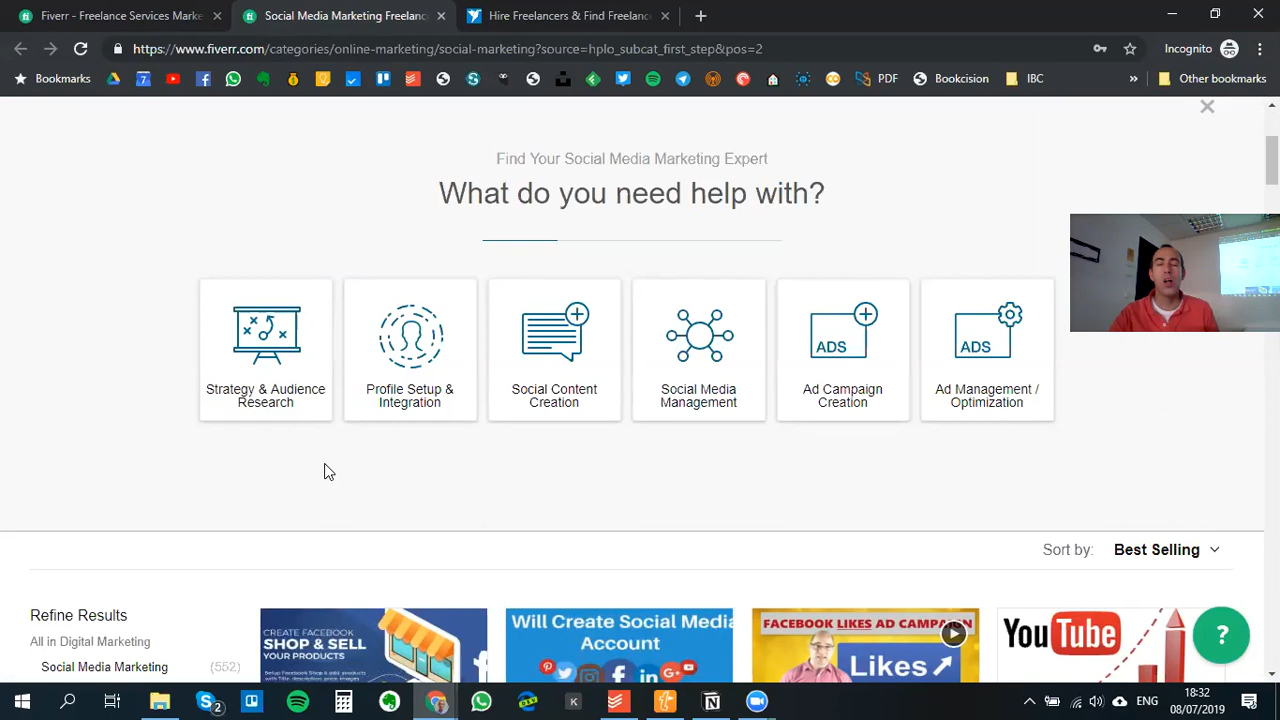 Fiverr - Freelance Services Marke
Social Media Marketing Freelanc
Hire Freelancers & Find Freelanc
https://www.fiverr.com/categories/online-marketing/social-marketing?source=hplo_subcat_first_step&pos=2
Incognito
Bookmarks
7
PDF
Bookcision
IBC
»
Other bookmarks
Find Your Social Media Marketing Expert
What do you need help with?
ADS
ADS
Strategy & Audience
Research
Profile Setup &
Integration
Social Content
Creation
Social Media
Management
Ad Campaign
Creation
Ad Management /
Optimization
Sort by: Best Selling
Refine Results
All in Digital Marketing
Social Media Marketing (552)
CREATE FACEBOOK
SHOP & SELL
YOUR PRODUCTS
Will Create Social Media
Account
FACEBOOK LIKES AD CAMPAIGN
Likes
YouTube
?
2
ENG
18:32
08/07/2019